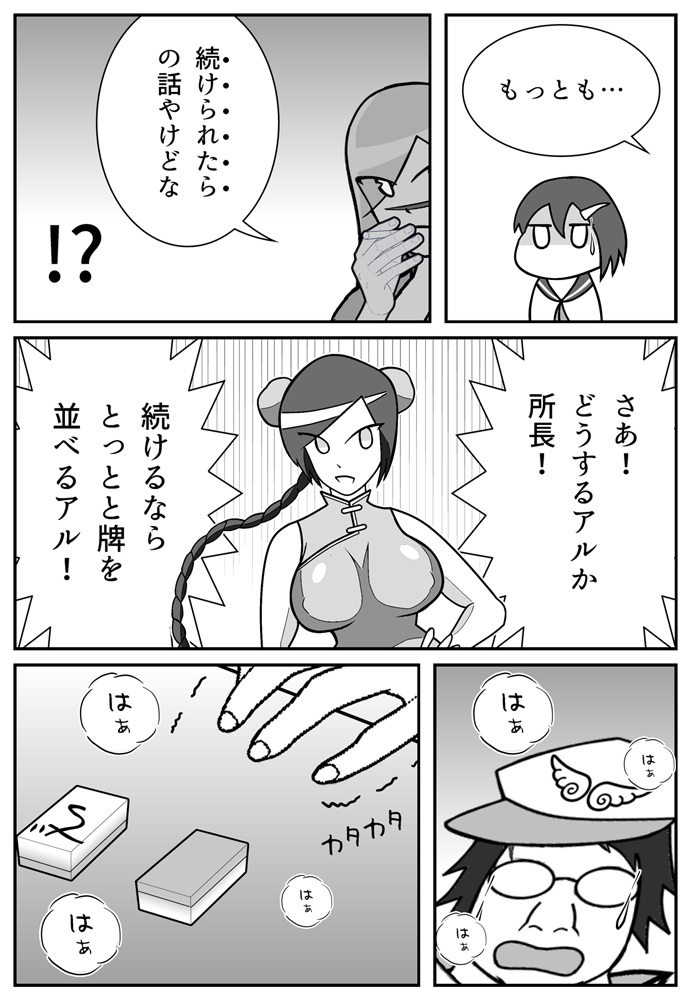 もっとも…
続けられたら
の話やけどな
!?
さあ!
どうするアルか
所長!
続けるなら
とっとと牌を
並べるアル!
はぁ
はぁ
はぁ
はぁ
カタカタ
はぁ
はぁ